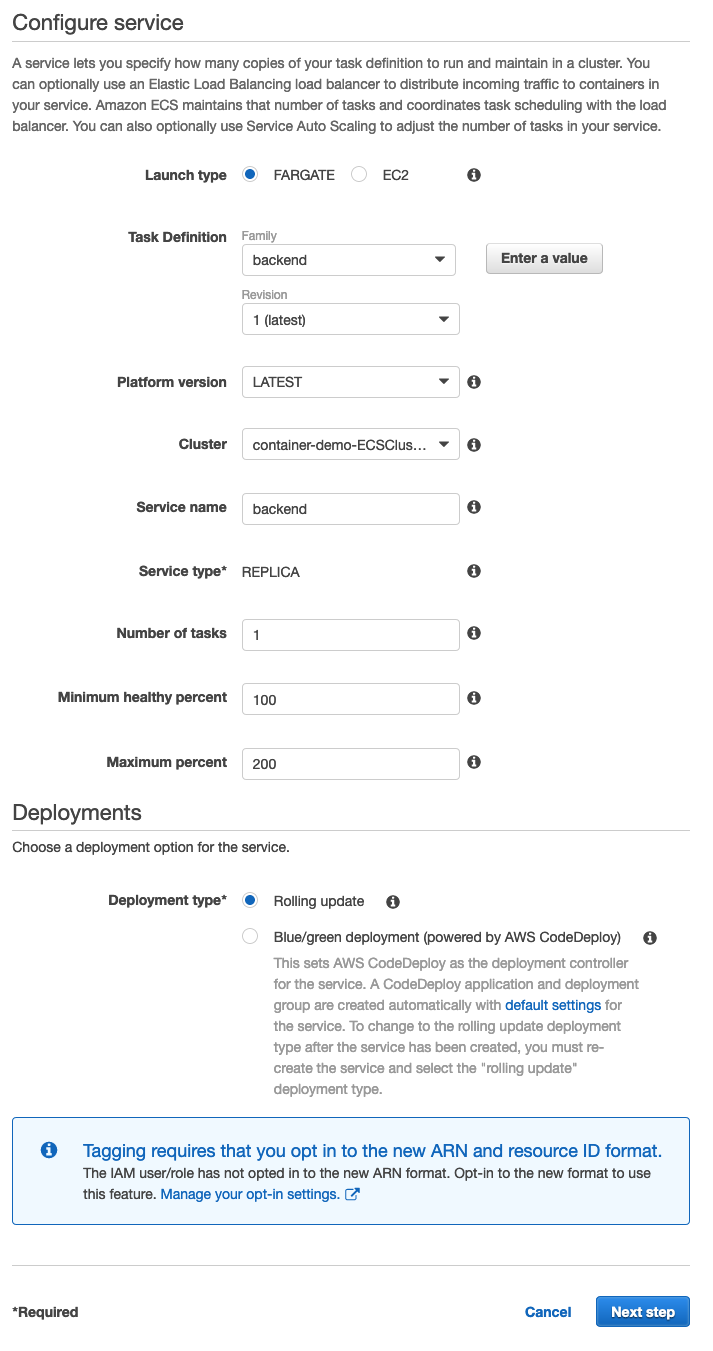 Configure service
A service lets you specify how many copies of your task definition to run and maintain in a cluster. You
can optionally use an Elastic Load Balancing load balancer to distribute incoming traffic to containers in
your service. Amazon ECS maintains that number of tasks and coordinates task scheduling with the load
balancer. You can also optionally use Service Auto Scaling to adjust the number of tasks in your service.
Launch type FARGATE EC2
Task Definition Family
backend Enter a value
Revision
1 (latest)
Platform version LATEST
Cluster container-demo-ECSClus...
Service name backend
Service type* REPLICA
Number of tasks 1
Minimum healthy percent 100
Maximum percent 200
Deployments
Choose a deployment option for the service.
Deployment type* Rolling update
Blue/green deployment (powered by AWS CodeDeploy)
This sets AWS CodeDeploy as the deployment controller
for the service. A CodeDeploy application and deployment
group are created automatically with default settings for
the service. To change to the rolling update deployment
type after the service has been created, you must re-
create the service and select the "rolling update"
deployment type.
Tagging requires that you opt in to the new ARN and resource ID format.
The IAM user/role has not opted in to the new ARN format. Opt-in to the new format to use
this feature. Manage your opt-in settings.
*Required Cancel Next step